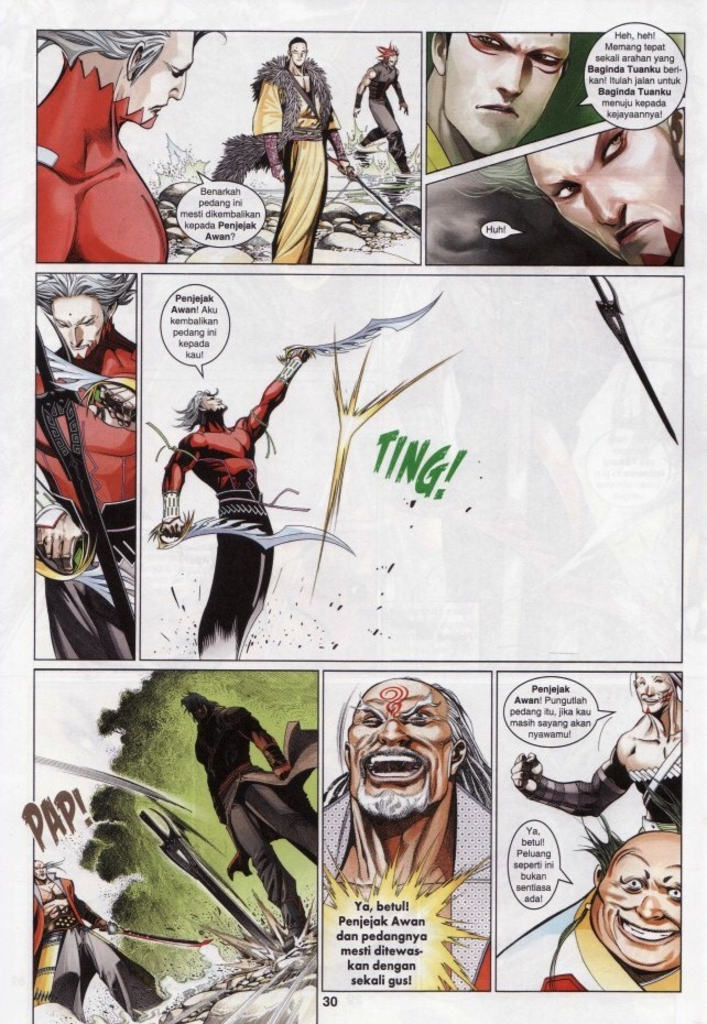 Benarkah
pedang ini
mesti dikembalikan
kepada Penjejak
Awan?
Heh, heh!
Memang tepat
sekali arahan yang
Baginda Tuanku beri-
kan! Itulah jalan untuk
Baginda Tuanku
menuju kepada
kejayaannya!
Huh!
Penjejak
Awan! Aku
kembalikan
pedang ini
kepada
kau!
TING!
PAP!
Ya, betul!
Penjejak Awan
dan pedangnya
mesti ditewas-
kan dengan
sekali gus!
Penjejak
Awan! Pungutlah
pedang itu, jika kau
masih sayang akan
nyawamu!
Ya,
betul!
Peluang
seperti ini
bukan
sentiasa
ada!
30